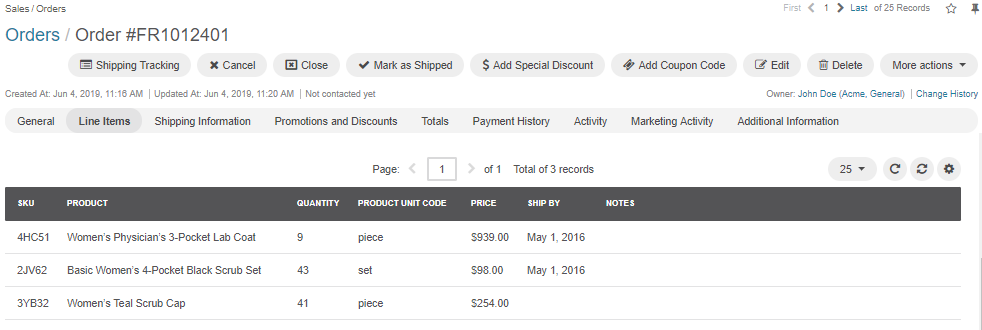 Sales / Orders
First 1 Last of 25 Records
Orders / Order #FR1012401
Shipping Tracking Cancel Close Mark as Shipped $ Add Special Discount Add Coupon Code Edit Delete More actions
Created At: Jun 4, 2019, 11:16 AM | Updated At: Jun 4, 2019, 11:20 AM | Not contacted yet Owner: John Doe (Acme, General) | Change History
General Line Items Shipping Information Promotions and Discounts Totals Payment History Activity Marketing Activity Additional Information
Page: 1 of 1 Total of 3 records 25
SKU PRODUCT QUANTITY PRODUCT UNIT CODE PRICE SHIP BY NOTES
4HC51 Women's Physician's 3-Pocket Lab Coat 9 piece $939.00 May 1, 2016
2JV62 Basic Women's 4-Pocket Black Scrub Set 43 set $98.00 May 1, 2016
3YB32 Women's Teal Scrub Cap 41 piece $254.00